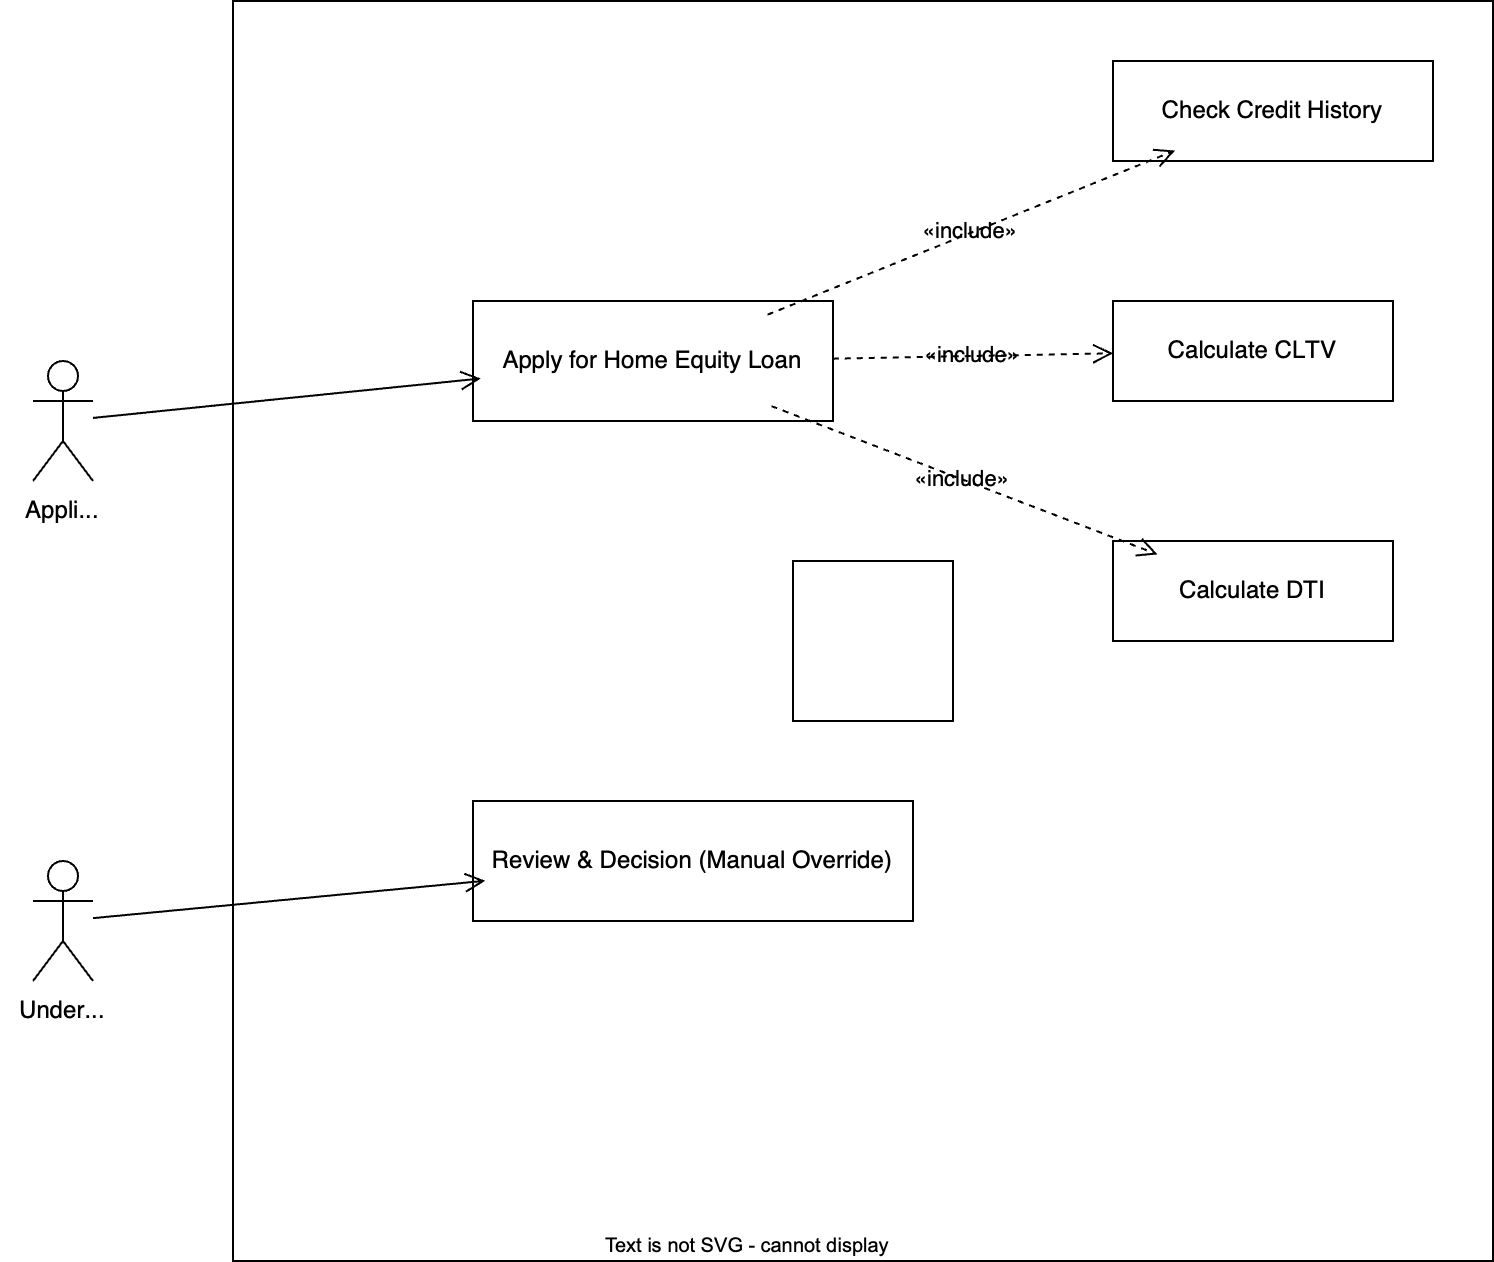 Check Credit History
«include»
Apply for Home Equity Loan
«include»
Calculate CLTV
«include»
Appli...
Calculate DTI
Review & Decision (Manual Override)
Under...
Text is not SVG - cannot display